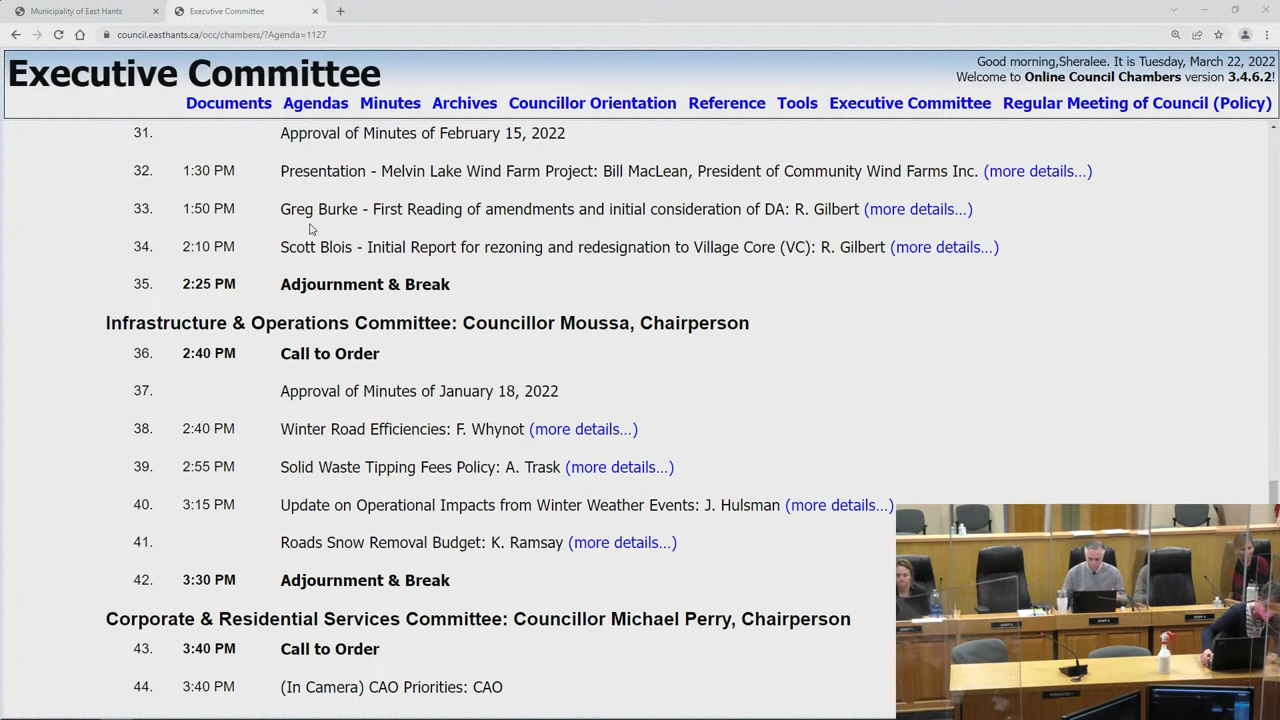 Municipality of East Hants
Executive Committee
council.easthants.ca/occ/chambers/?Agenda=1127
Executive Committee
Good morning,Sheralee. It is Tuesday, March 22, 2022
Welcome to Online Council Chambers version 3.4.6.2!
Documents Agendas Minutes Archives Councillor Orientation Reference Tools Executive Committee Regular Meeting of Council (Policy)
31. Approval of Minutes of February 15, 2022
32. 1:30 PM Presentation - Melvin Lake Wind Farm Project: Bill MacLean, President of Community Wind Farms Inc. (more details...)
33. 1:50 PM Greg Burke - First Reading of amendments and initial consideration of DA: R. Gilbert (more details...)
34. 2:10 PM Scott Blois - Initial Report for rezoning and redesignation to Village Core (VC): R. Gilbert (more details...)
35. 2:25 PM Adjournment & Break
Infrastructure & Operations Committee: Councillor Moussa, Chairperson
36. 2:40 PM Call to Order
37. Approval of Minutes of January 18, 2022
38. 2:40 PM Winter Road Efficiencies: F. Whynot (more details...)
39. 2:55 PM Solid Waste Tipping Fees Policy: A. Trask (more details...)
40. 3:15 PM Update on Operational Impacts from Winter Weather Events: J. Hulsman (more details...)
41. Roads Snow Removal Budget: K. Ramsay (more details...)
42. 3:30 PM Adjournment & Break
Corporate & Residential Services Committee: Councillor Michael Perry, Chairperson
43. 3:40 PM Call to Order
44. 3:40 PM (In Camera) CAO Priorities: CAO